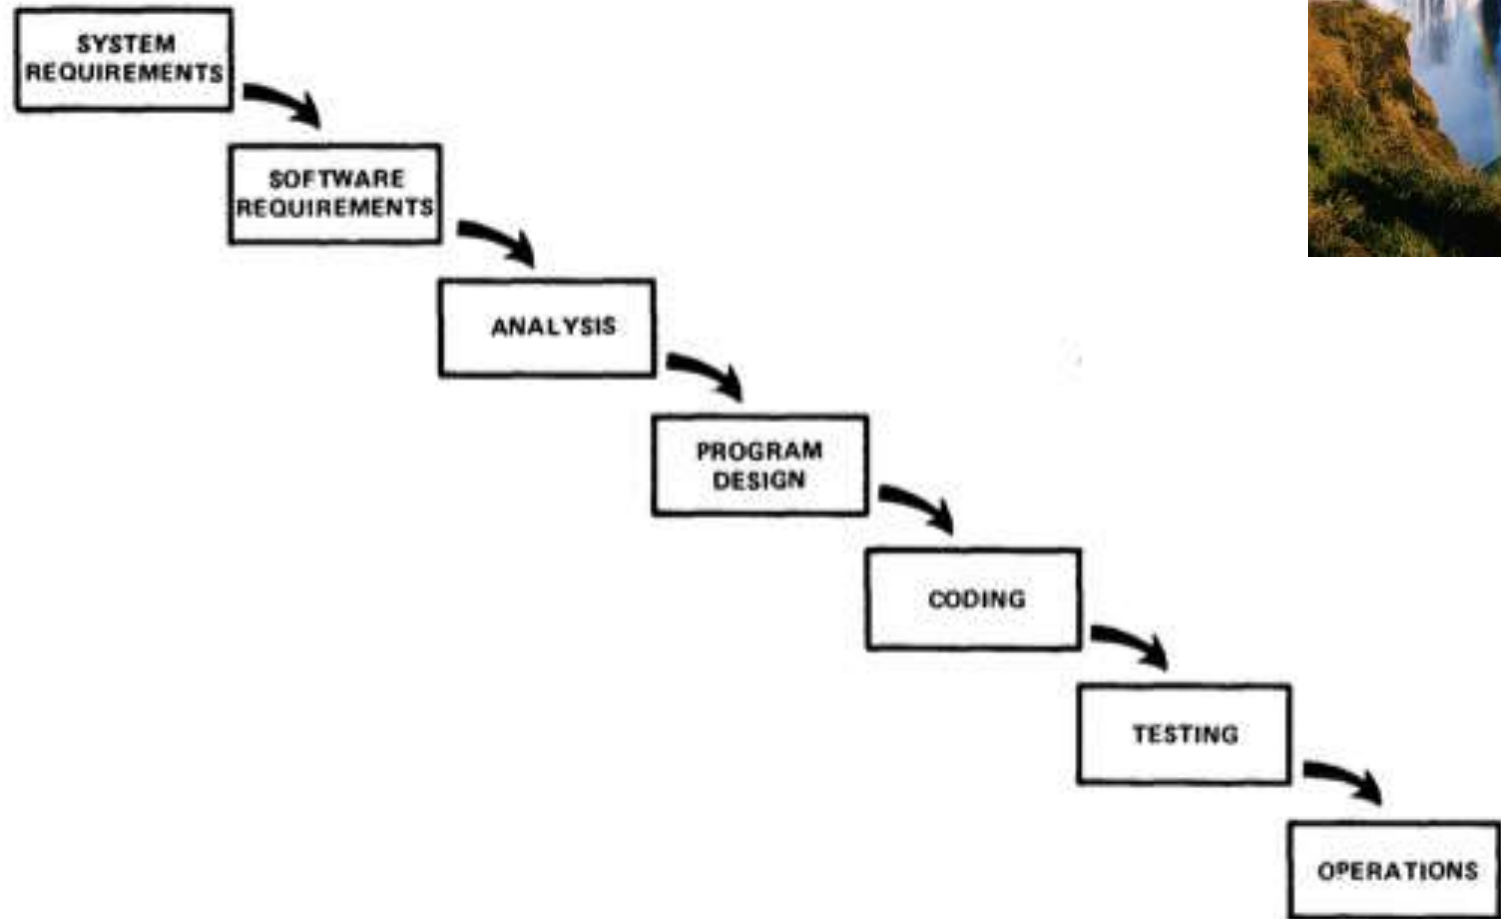 SYSTEM
REQUIREMENTS
SOFTWARE
REQUIREMENTS
ANALYSIS
PROGRAM
DESIGN
CODING
TESTING
OPERATIONS